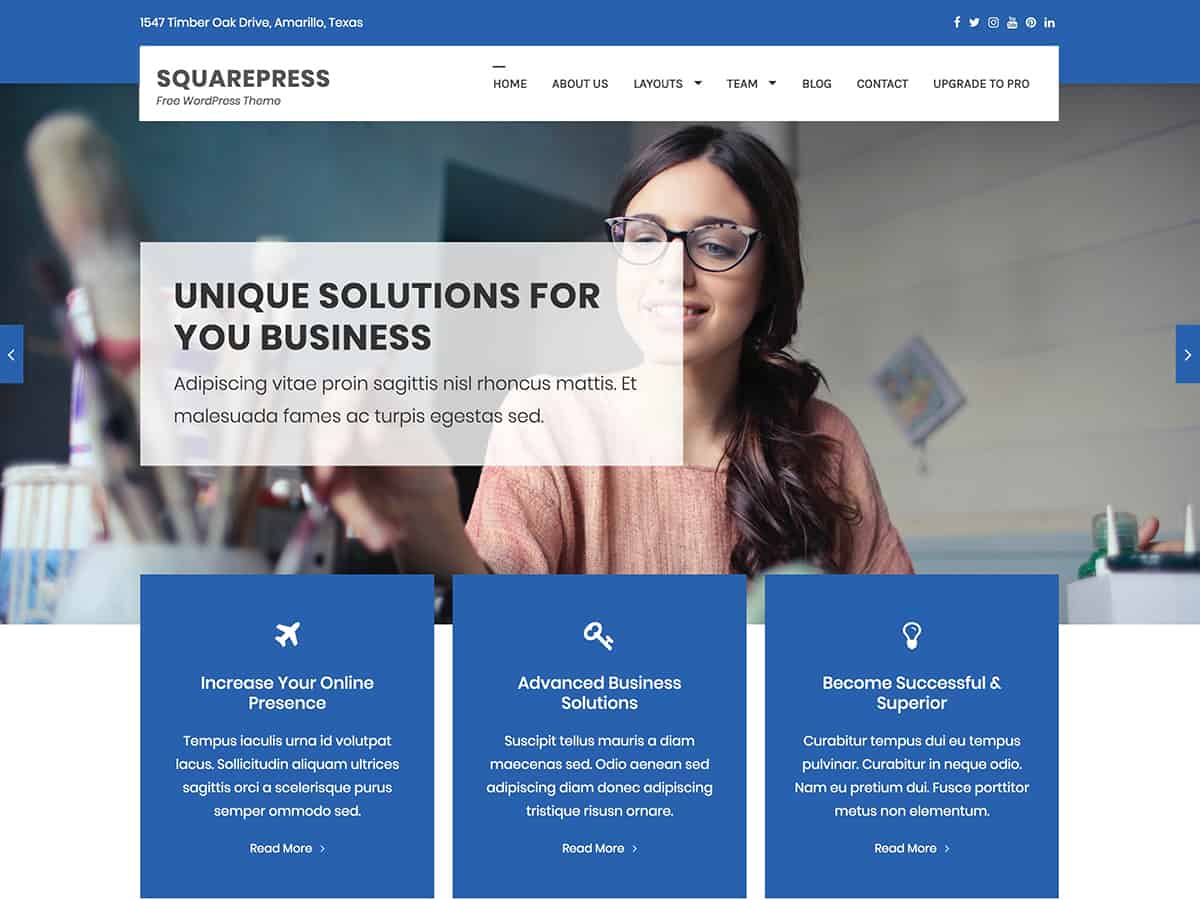 1547 Timber Oak Drive, Amarillo, Texas
SQUAREPRESS
Free WordPress Theme
HOME ABOUT US LAYOUTS TEAM BLOG CONTACT UPGRADE TO PRO
UNIQUE SOLUTIONS FOR
YOU BUSINESS
Adipiscing vitae proin sagittis nisl rhoncus mattis. Et
malesuada fames ac turpis egestas sed.
Increase Your Online
Presence
Tempus iaculis urna id volutpat
lacus. Sollicitudin aliquam ultrices
sagittis orci a scelerisque purus
semper ommodo sed.
Read More
Advanced Business
Solutions
Suscipit tellus mauris a diam
maecenas sed. Odio aenean sed
adipiscing diam donec adipiscing
tristique risusn ornare.
Read More
Become Successful &
Superior
Curabitur tempus dui eu tempus
pulvinar. Curabitur in neque odio.
Nam eu pretium dui. Fusce porttitor
metus non elementum.
Read More